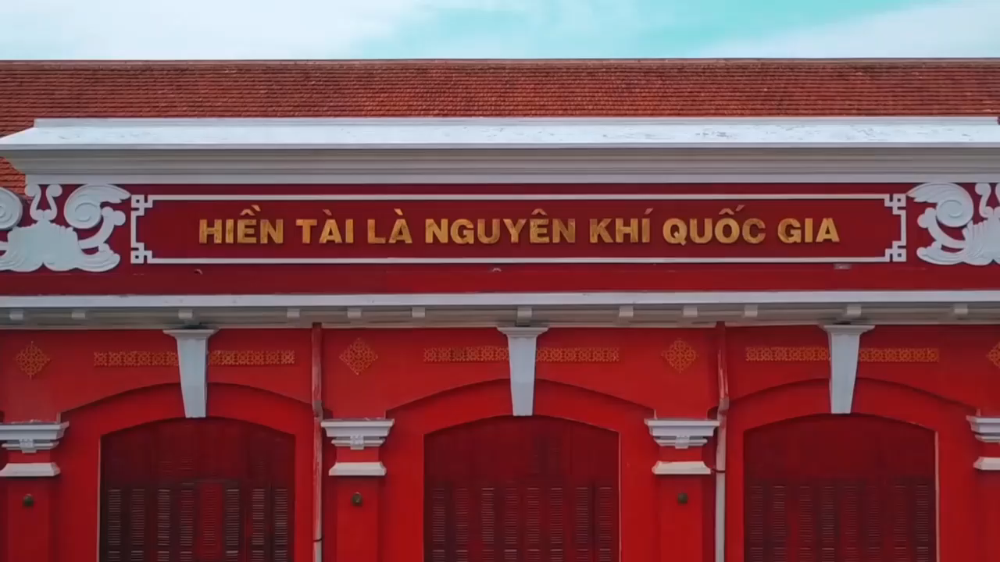 HIỀN TÀI LÀ NGUYÊN KHÍ QUỐC GIA